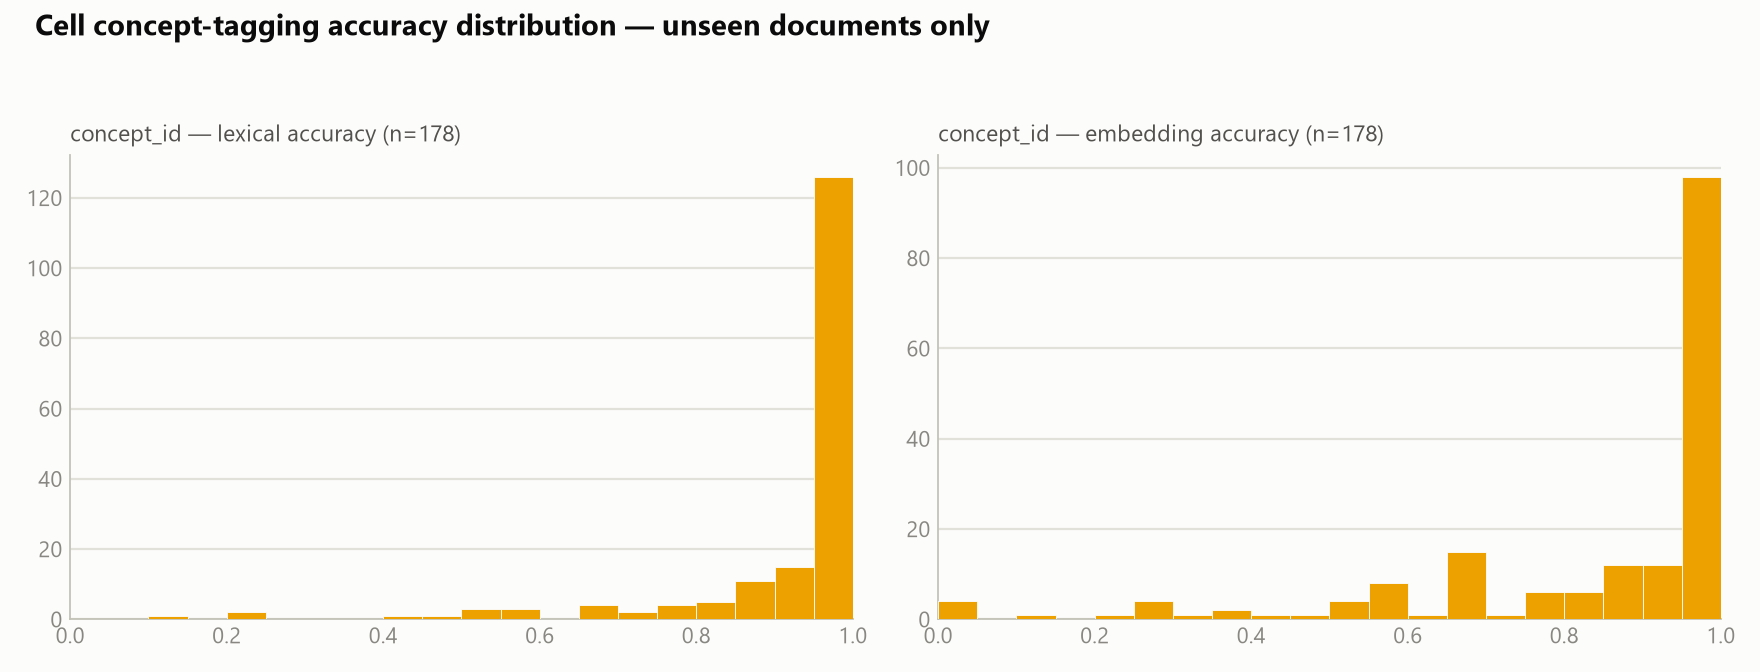 Cell concept-tagging accuracy distribution — unseen documents only
concept_id — lexical accuracy (n=178)
120
100
80
60
40
20
0
0.0 0.2 0.4 0.6 0.8 1.0
concept_id — embedding accuracy (n=178)
100
80
60
40
20
0
0.0 0.2 0.4 0.6 0.8 1.0